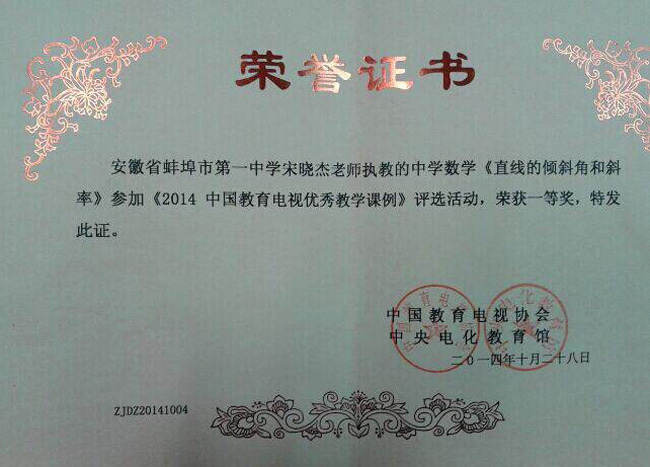 荣誉证书
安徽省蚌埠市第一中学宋晓杰老师执教的中学数学《直线的倾斜角和斜
率》参加《2014 中国教育电视优秀教学课例》评选活动，荣获一等奖，特发
此证。
中国教育电视协会
中央电化教育馆
二〇一四年十月二十八日
ZJDZ20141004